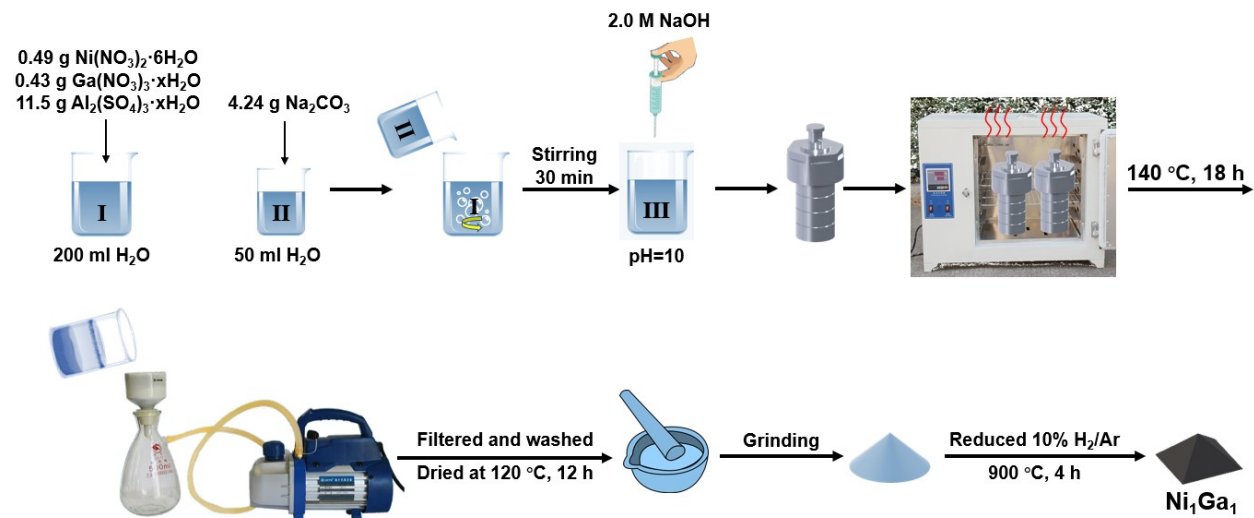 2.0 M NaOH
0.49 g Ni(NO₃)₂·6H₂O
0.43 g Ga(NO₃)₃·xH₂O
11.5 g Al₂(SO₄)₃·xH₂O
4.24 g Na₂CO₃
I
II
II
I
Stirring
30 min
III
140 °C, 18 h
200 ml H₂O
50 ml H₂O
pH=10
Filtered and washed
Dried at 120 °C, 12 h
Grinding
Reduced 10% H₂/Ar
900 °C, 4 h
Ni₁Ga₁